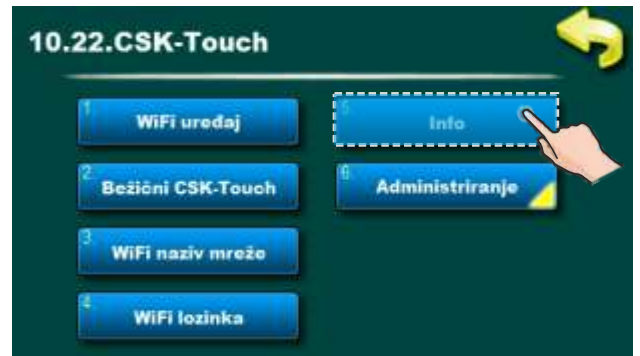 10.22.CSK-Touch
1
WiFi uređaj
2
Bežični CSK-Touch
3
WiFi naziv mreže
4
WiFi lozinka
5
Info
6
Administriranje